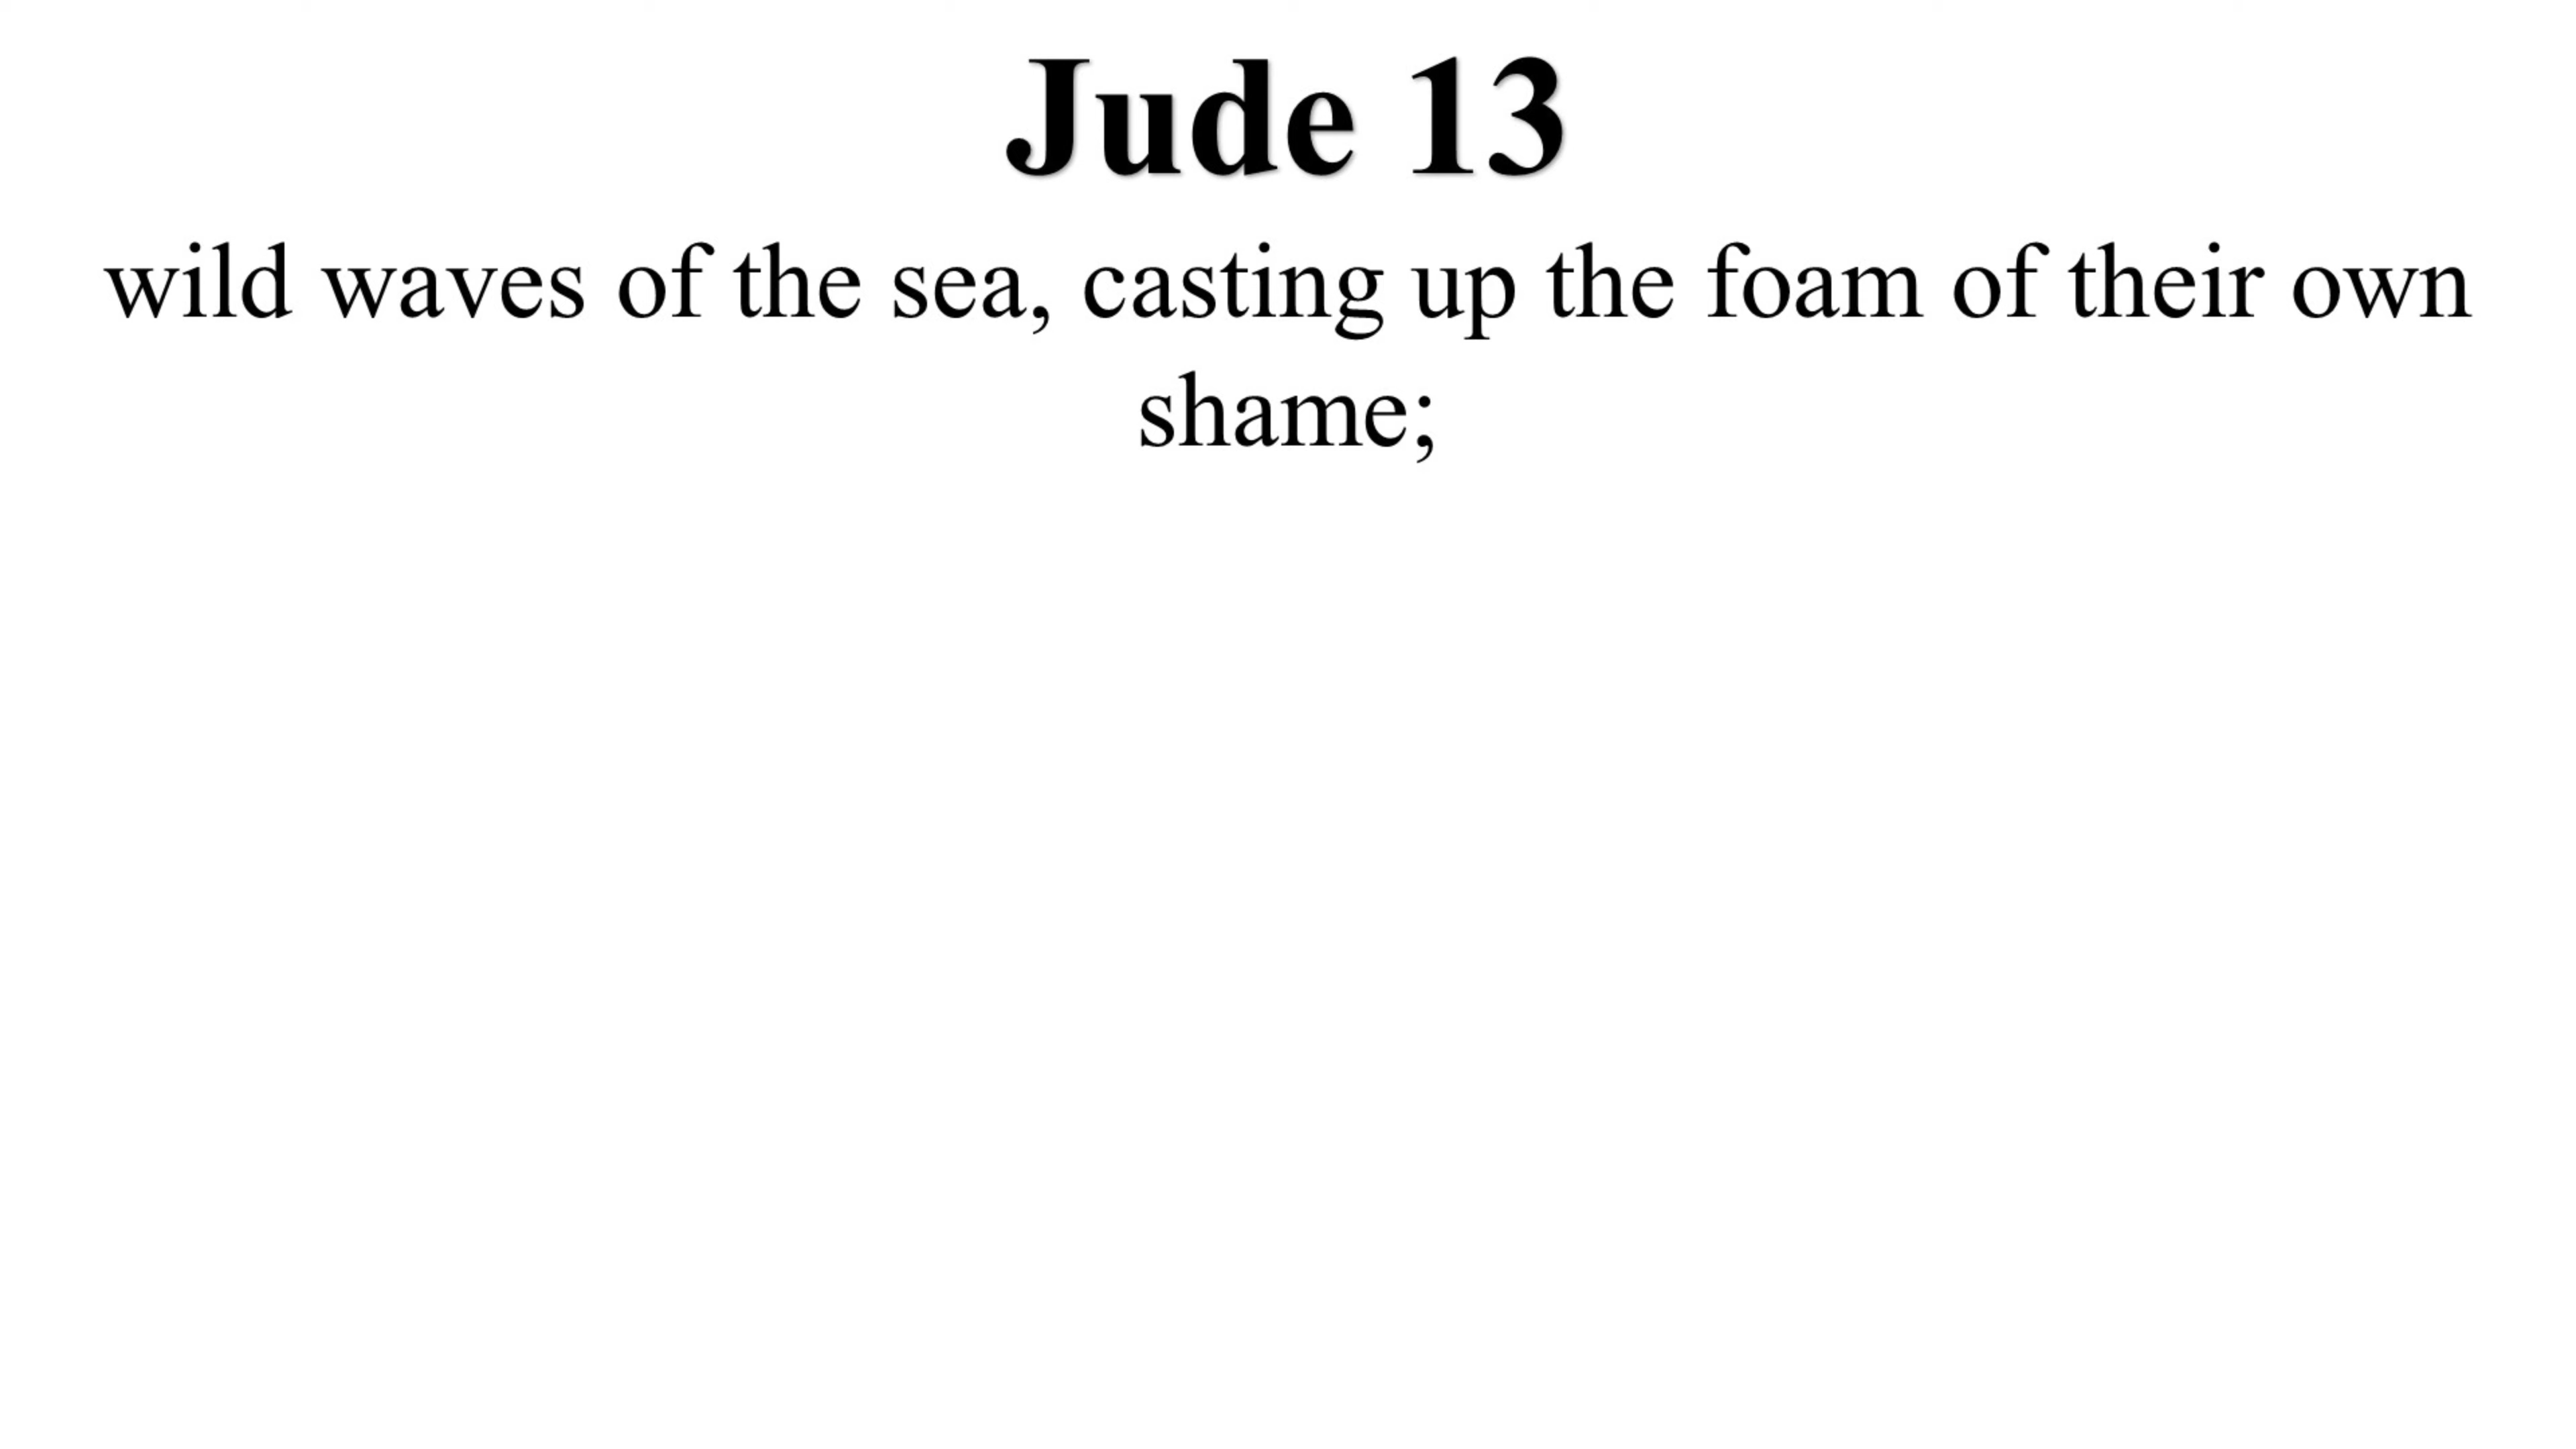 Jude 13
wild waves of the sea, casting up the foam of their own
shame;